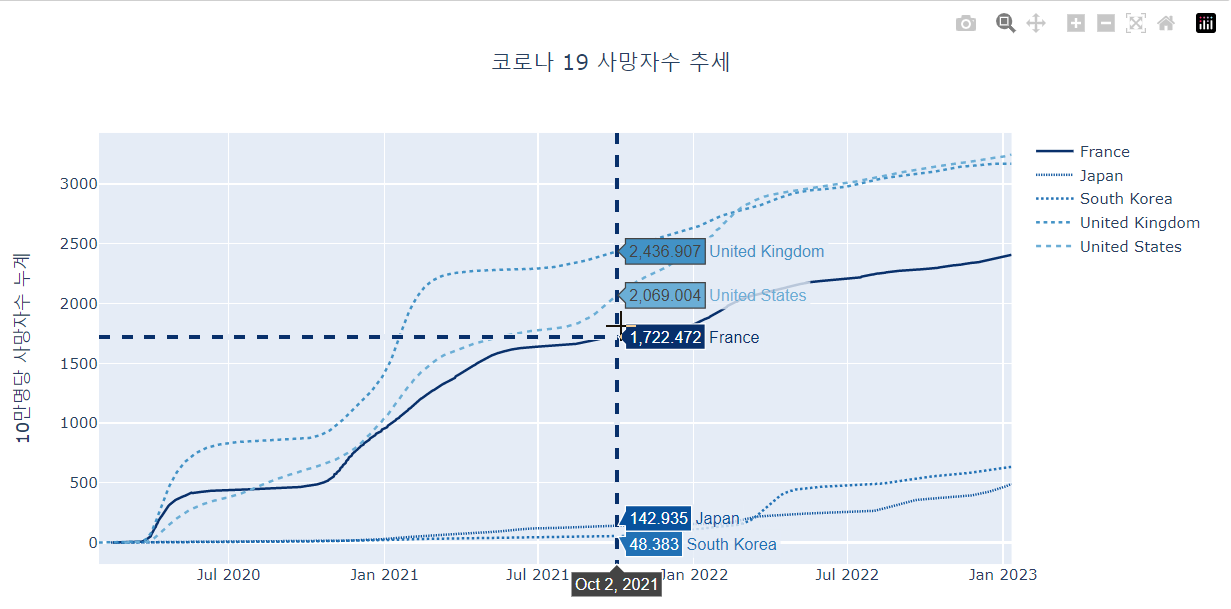 코로나 19 사망자수 추세
10만명당 사망자수 누계
3000
2500
2000
1500
1000
500
0
Jul 2020
Jan 2021
Jul 2021
Jan 2022
Jul 2022
Jan 2023
Oct 2, 2021
2,436.907 United Kingdom
2,069.004 United States
1,722.472 France
142.935 Japan
48.383 South Korea
France
Japan
South Korea
United Kingdom
United States